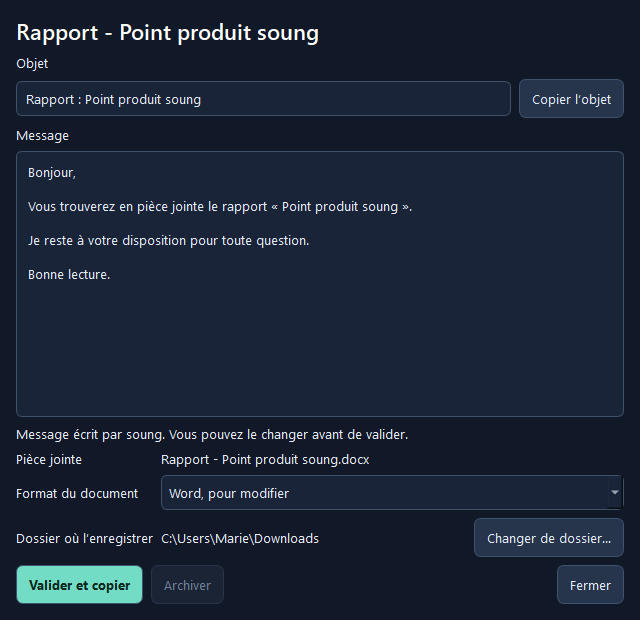 Rapport - Point produit soung
Objet
Rapport : Point produit soung
Copier l'objet
Message
Bonjour,
Vous trouverez en pièce jointe le rapport « Point produit soung ».
Je reste à votre disposition pour toute question.
Bonne lecture.
Message écrit par soung. Vous pouvez le changer avant de valider.
Pièce jointe Rapport - Point produit soung.docx
Format du document Word, pour modifier
Dossier où l'enregistrer C:\Users\Marie\Downloads Changer de dossier...
Valider et copier Archiver Fermer